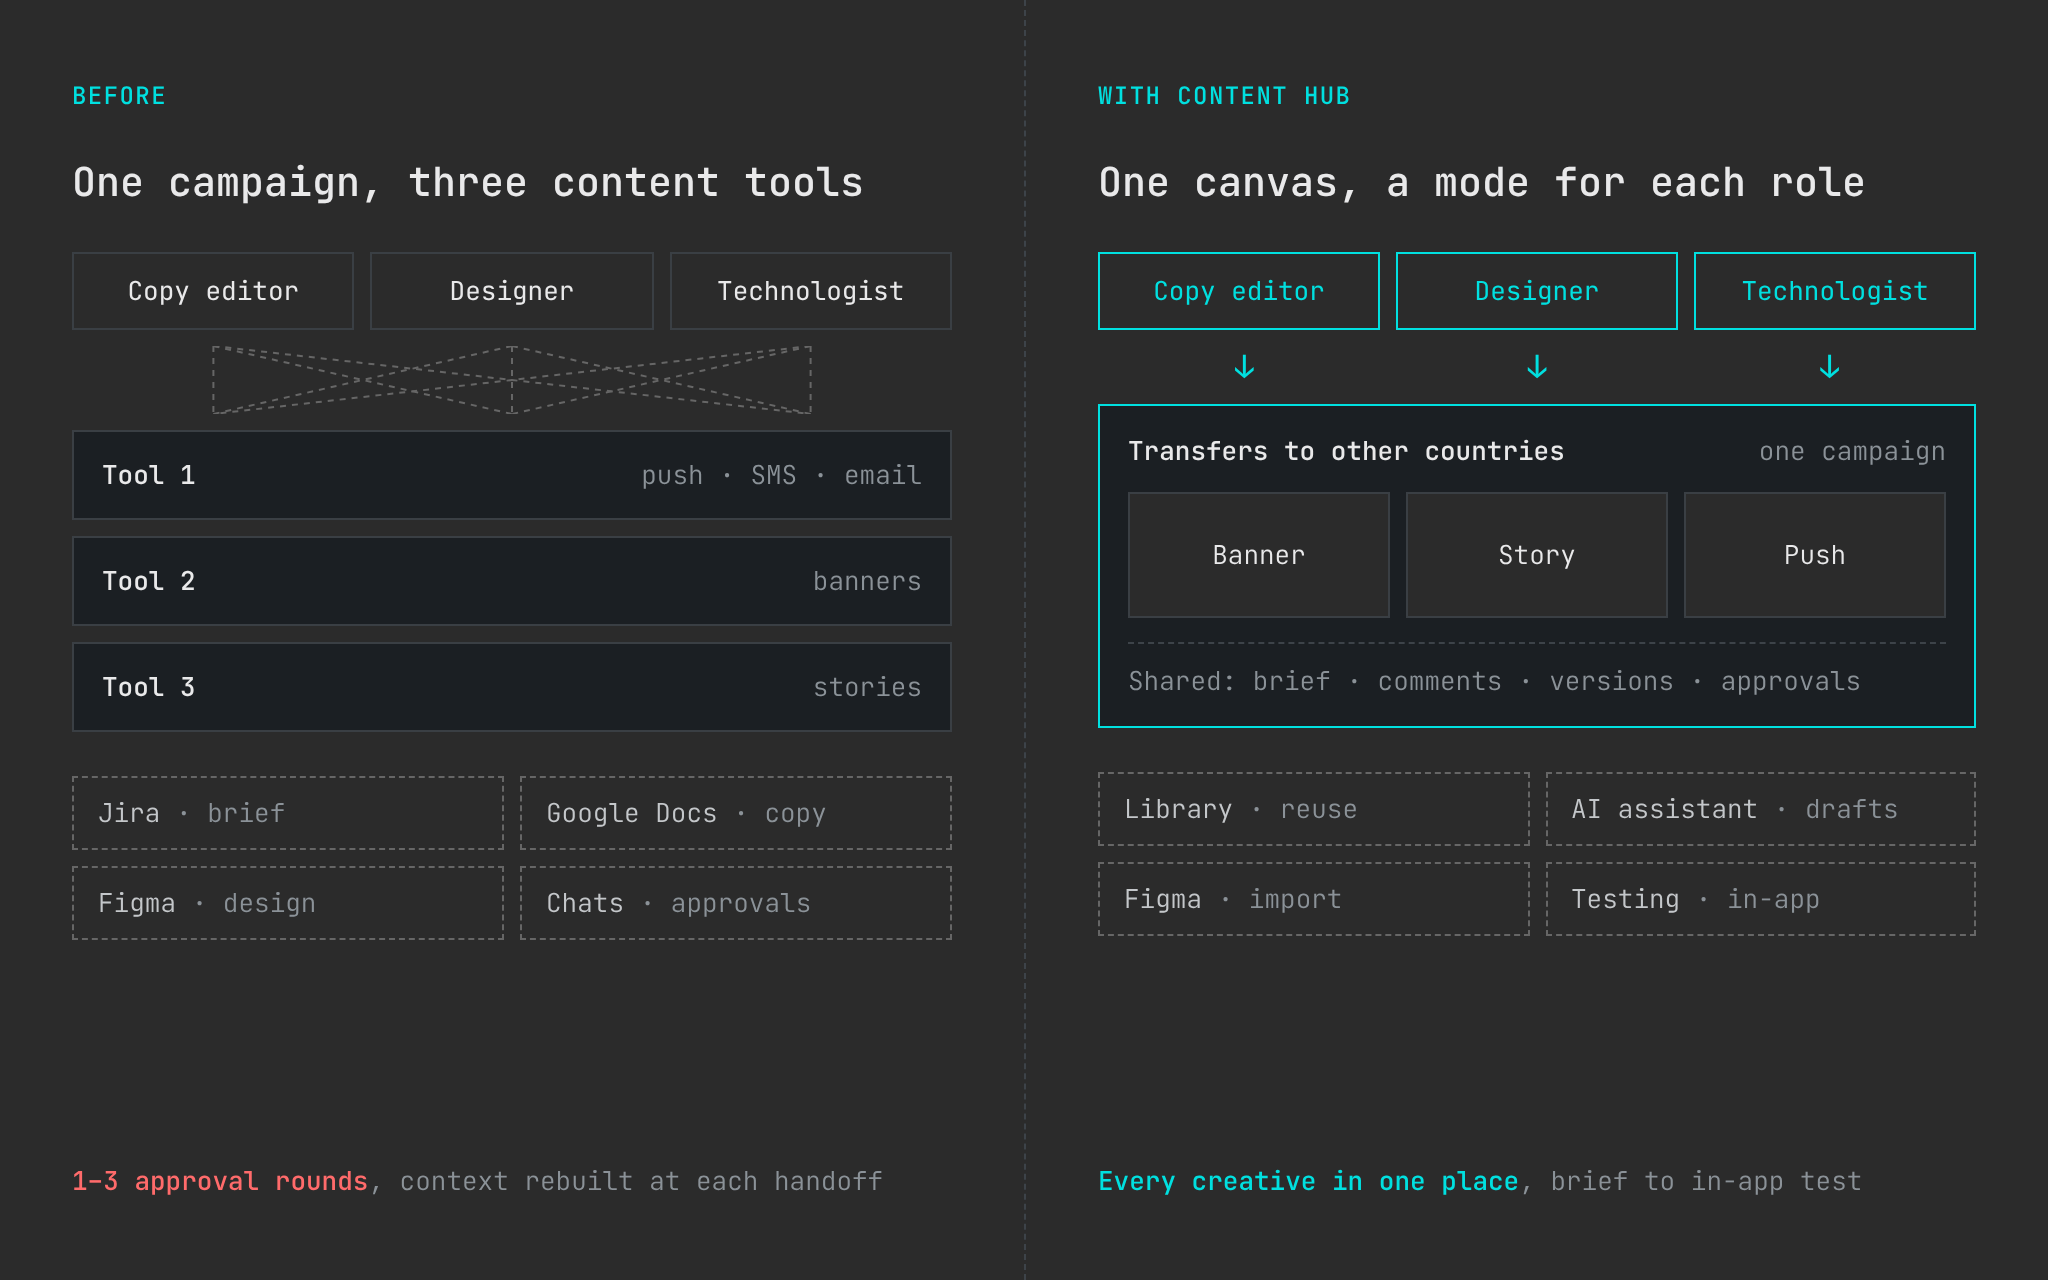 BEFORE
One campaign, three content tools
Copy editor
Designer
Technologist
Tool 1
push · SMS · email
Tool 2
banners
Tool 3
stories
Jira · brief
Google Docs · copy
Figma · design
Chats · approvals
1–3 approval rounds, context rebuilt at each handoff
WITH CONTENT HUB
One canvas, a mode for each role
Copy editor
Designer
Technologist
Transfers to other countries
one campaign
Banner
Story
Push
Shared: brief · comments · versions · approvals
Library · reuse
AI assistant · drafts
Figma · import
Testing · in-app
Every creative in one place, brief to in-app test